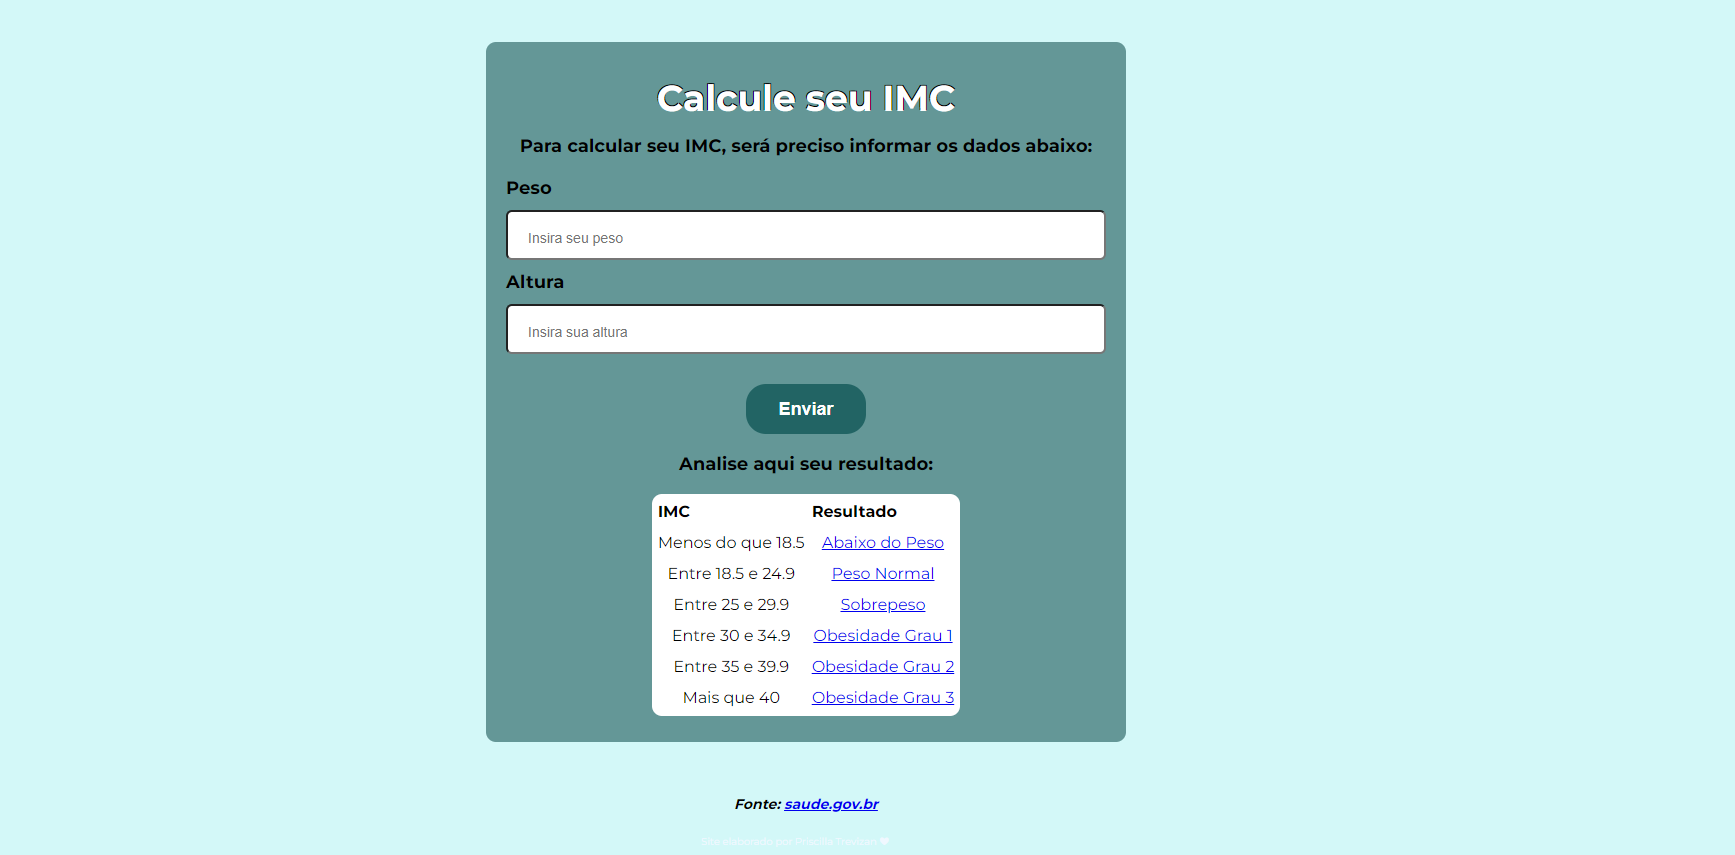 Calcule seu IMC
Para calcular seu IMC, será preciso informar os dados abaixo:
Peso
Insira seu peso
Altura
Insira sua altura
Enviar
Analise aqui seu resultado:
IMC Resultado
Menos do que 18.5 Abaixo do Peso
Entre 18.5 e 24.9 Peso Normal
Entre 25 e 29.9 Sobrepeso
Entre 30 e 34.9 Obesidade Grau 1
Entre 35 e 39.9 Obesidade Grau 2
Mais que 40 Obesidade Grau 3
Fonte: saude.gov.br
elaborado por Priscila